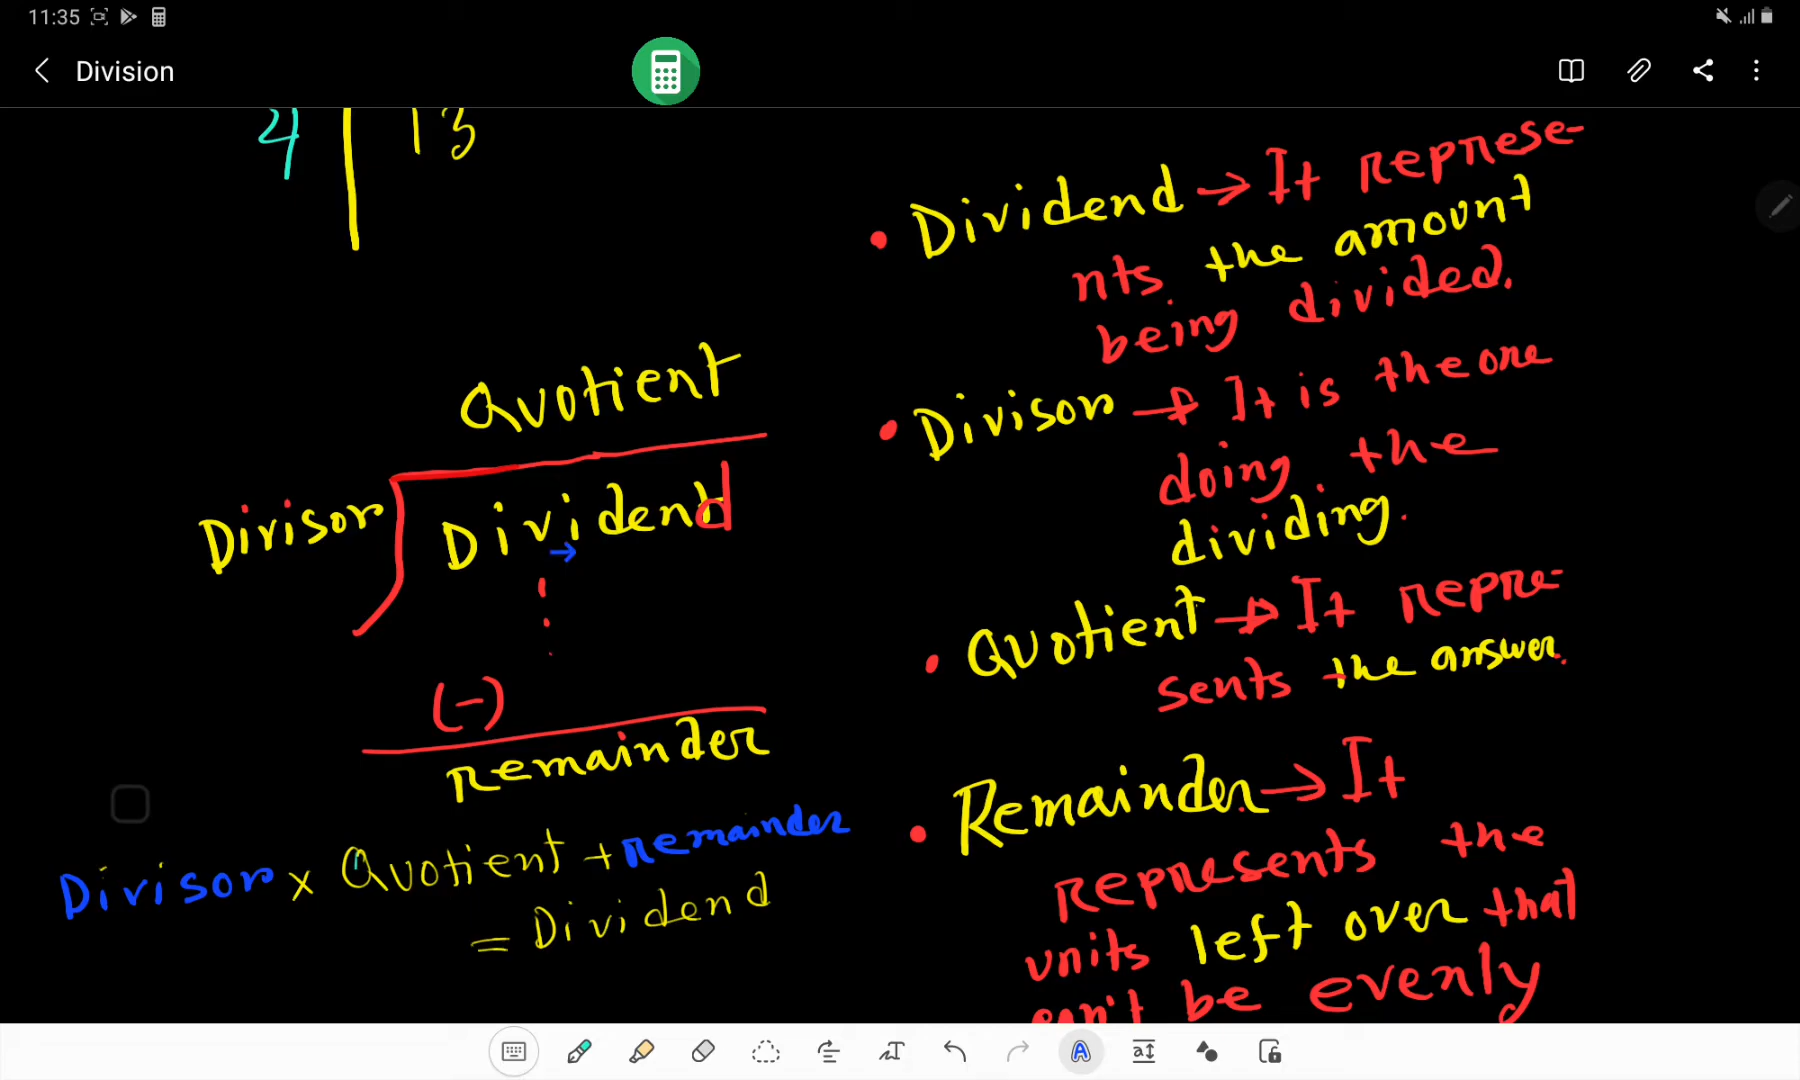 11:35
Division
4 13
Dividend → It represe-
nts the amount
being divided.
Quotient
Divisor → It is the one
doing the
dividing.
Divisor Dividend
→
Quotient → It repre-
sents the answer.
(-)
remainder
Remainder → It
represents the
units left over that
can't be evenly
Divisor x Quotient + remainder
= Dividend